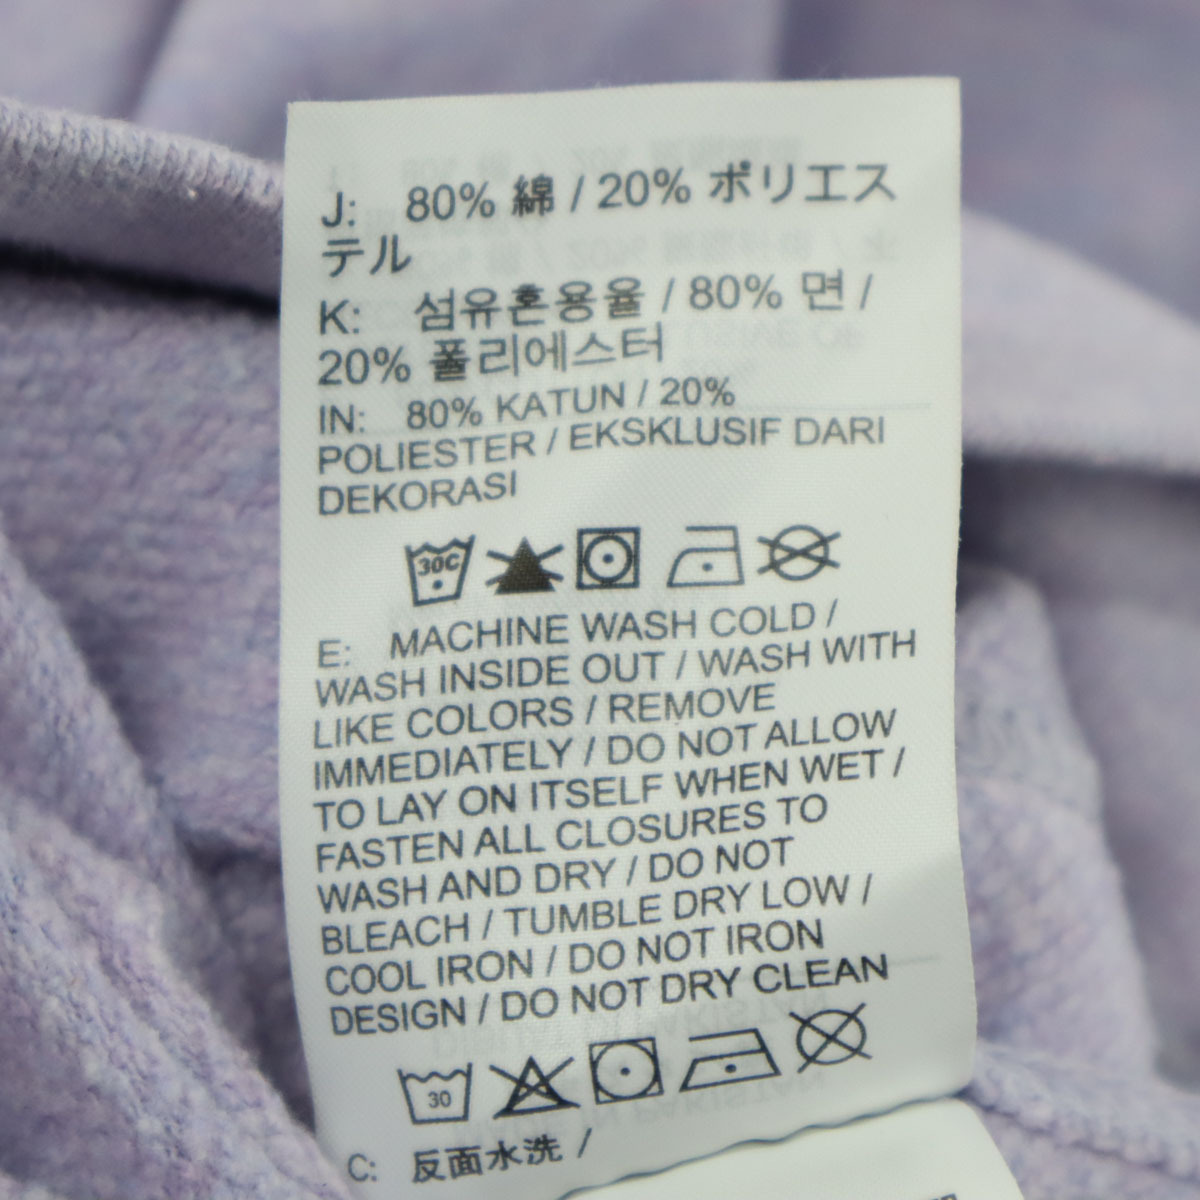 J: 80% 綿 / 20% ポリエス
テル
K: 섬유혼용율 / 80% 면 /
20% 폴리에스터
IN: 80% KATUN / 20%
POLIESTER / EKSKLUSIF DARI
DEKORASI
30C
E: MACHINE WASH COLD /
WASH INSIDE OUT / WASH WITH
LIKE COLORS / REMOVE
IMMEDIATELY / DO NOT ALLOW
TO LAY ON ITSELF WHEN WET /
FASTEN ALL CLOSURES TO
WASH AND DRY / DO NOT
BLEACH / TUMBLE DRY LOW /
COOL IRON / DO NOT IRON
DESIGN / DO NOT DRY CLEAN
30
C: 反面水洗 /